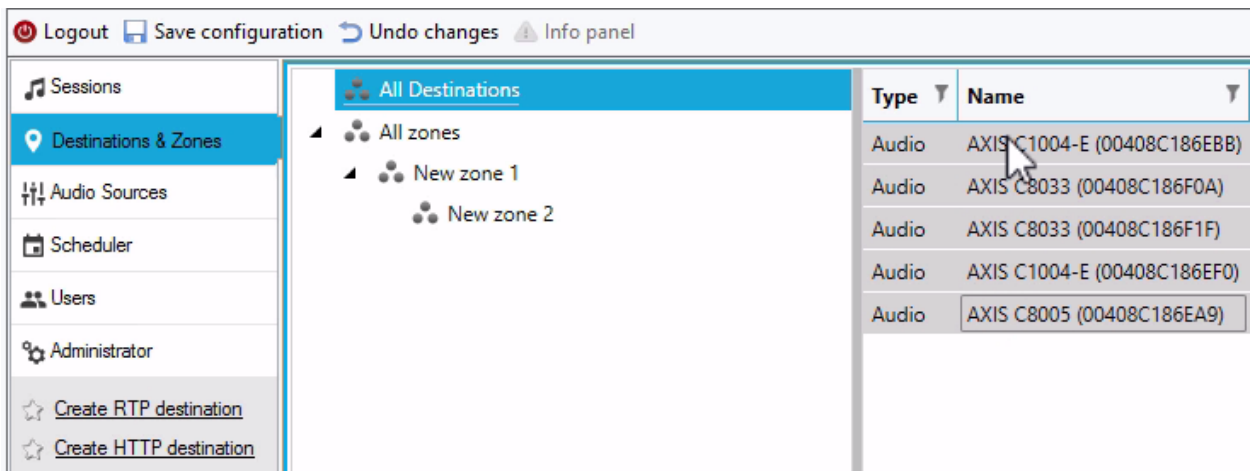 Logout Save configuration Undo changes Info panel
Sessions
Destinations & Zones
Audio Sources
Scheduler
Users
Administrator
Create RTP destination
Create HTTP destination
All Destinations
All zones
New zone 1
New zone 2
Type Name
Audio AXIS C1004-E (00408C186EBB)
Audio AXIS C8033 (00408C186F0A)
Audio AXIS C8033 (00408C186F1F)
Audio AXIS C1004-E (00408C186EF0)
Audio AXIS C8005 (00408C186EA9)